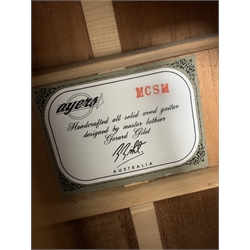 ayers
MCSM
Handcrafted all solid wood guitar
designed by master luthier
Gerard Gilet
AUSTRALIA